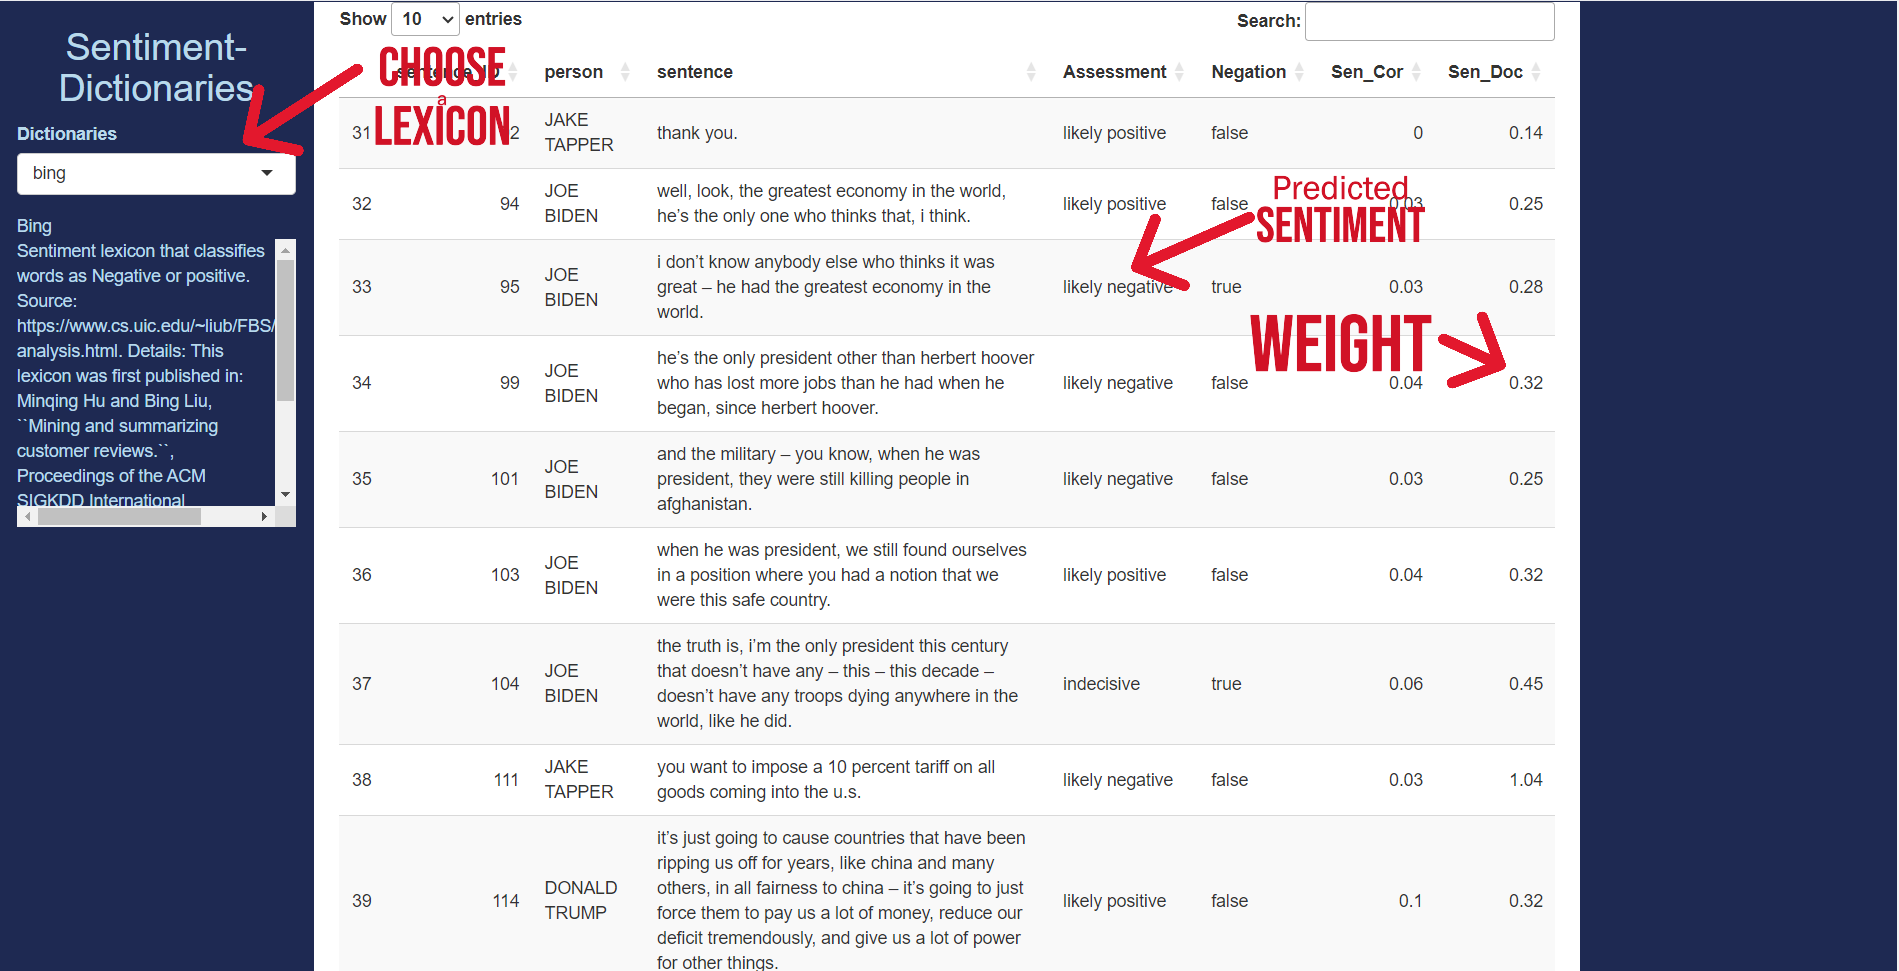 Sentiment-
Dictionaries
Dictionaries
bing
Bing
Sentiment lexicon that classifies
words as Negative or positive.
Source:
https://www.cs.uic.edu/~liub/FBS/
analysis.html. Details: This
lexicon was first published in:
Minqing Hu and Bing Liu,
``Mining and summarizing
customer reviews.``,
Proceedings of the ACM
SIGKDD International
Show 10 entries
Search:
CHOOSE
a
LEXICON
sentence ID person sentence Assessment Negation Sen_Cor Sen_Doc
31 2 JAKE TAPPER thank you. likely positive false 0 0.14
32 94 JOE BIDEN well, look, the greatest economy in the world,
he’s the only one who thinks that, i think. likely positive false 0.03 0.25
Predicted
SENTIMENT
33 95 JOE BIDEN i don’t know anybody else who thinks it was
great – he had the greatest economy in the
world. likely negative true 0.03 0.28
WEIGHT
34 99 JOE BIDEN he’s the only president other than herbert hoover
who has lost more jobs than he had when he
began, since herbert hoover. likely negative false 0.04 0.32
35 101 JOE BIDEN and the military – you know, when he was
president, they were still killing people in
afghanistan. likely negative false 0.03 0.25
36 103 JOE BIDEN when he was president, we still found ourselves
in a position where you had a notion that we
were this safe country. likely positive false 0.04 0.32
37 104 JOE BIDEN the truth is, i’m the only president this century
that doesn’t have any – this – this decade –
doesn’t have any troops dying anywhere in the
world, like he did. indecisive true 0.06 0.45
38 111 JAKE TAPPER you want to impose a 10 percent tariff on all
goods coming into the u.s. likely negative false 0.03 1.04
39 114 DONALD TRUMP it’s just going to cause countries that have been
ripping us off for years, like china and many
others, in all fairness to china – it’s going to just
force them to pay us a lot of money, reduce our
deficit tremendously, and give us a lot of power
for other things. likely positive false 0.1 0.32